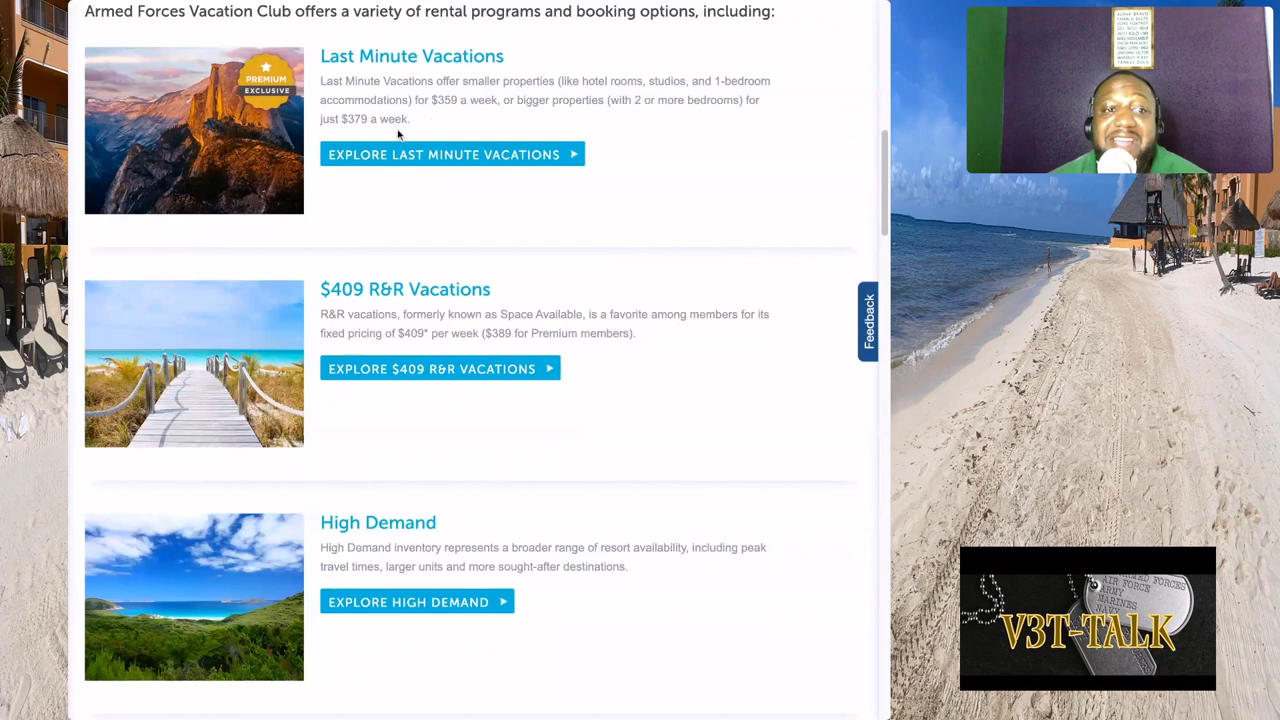 Armed Forces Vacation Club offers a variety of rental programs and booking options, including:
PREMIUM
EXCLUSIVE
Last Minute Vacations
Last Minute Vacations offer smaller properties (like hotel rooms, studios, and 1-bedroom
accommodations) for $359 a week, or bigger properties (with 2 or more bedrooms) for
just $379 a week.
EXPLORE LAST MINUTE VACATIONS
$409 R&R Vacations
R&R vacations, formerly known as Space Available, is a favorite among members for its
fixed pricing of $409* per week ($389 for Premium members).
EXPLORE $409 R&R VACATIONS
High Demand
High Demand inventory represents a broader range of resort availability, including peak
travel times, larger units and more sought-after destinations.
EXPLORE HIGH DEMAND
Feedback
ALPHA BRAVO
ARMED FORCES
AIR FORCE
ARMY
MARINES
NAVY
V3T-TALK